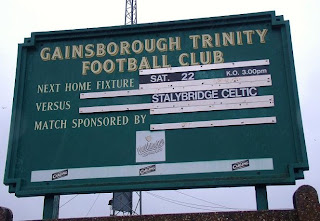 GAINSBOROUGH TRINITY
FOOTBALL CLUB
NEXT HOME FIXTURE SAT. 22 K.O. 3.00PM
VERSUS STALYBRIDGE CELTIC
MATCH SPONSORED BY